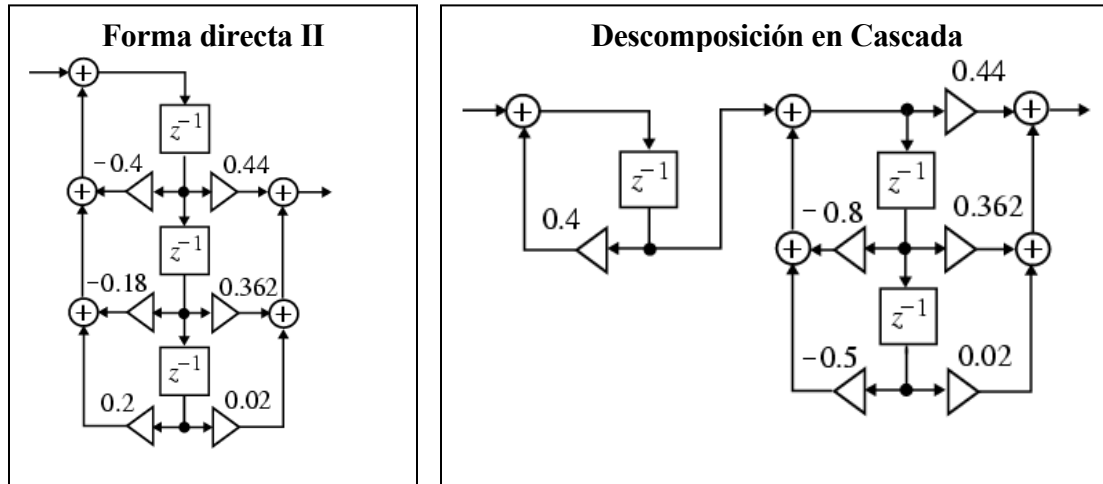 Forma directa II
z⁻¹
−0.4
0.44
z⁻¹
−0.18
0.362
z⁻¹
0.2
0.02
Descomposición en Cascada
0.44
z⁻¹
z⁻¹
0.4
−0.8
0.362
z⁻¹
−0.5
0.02